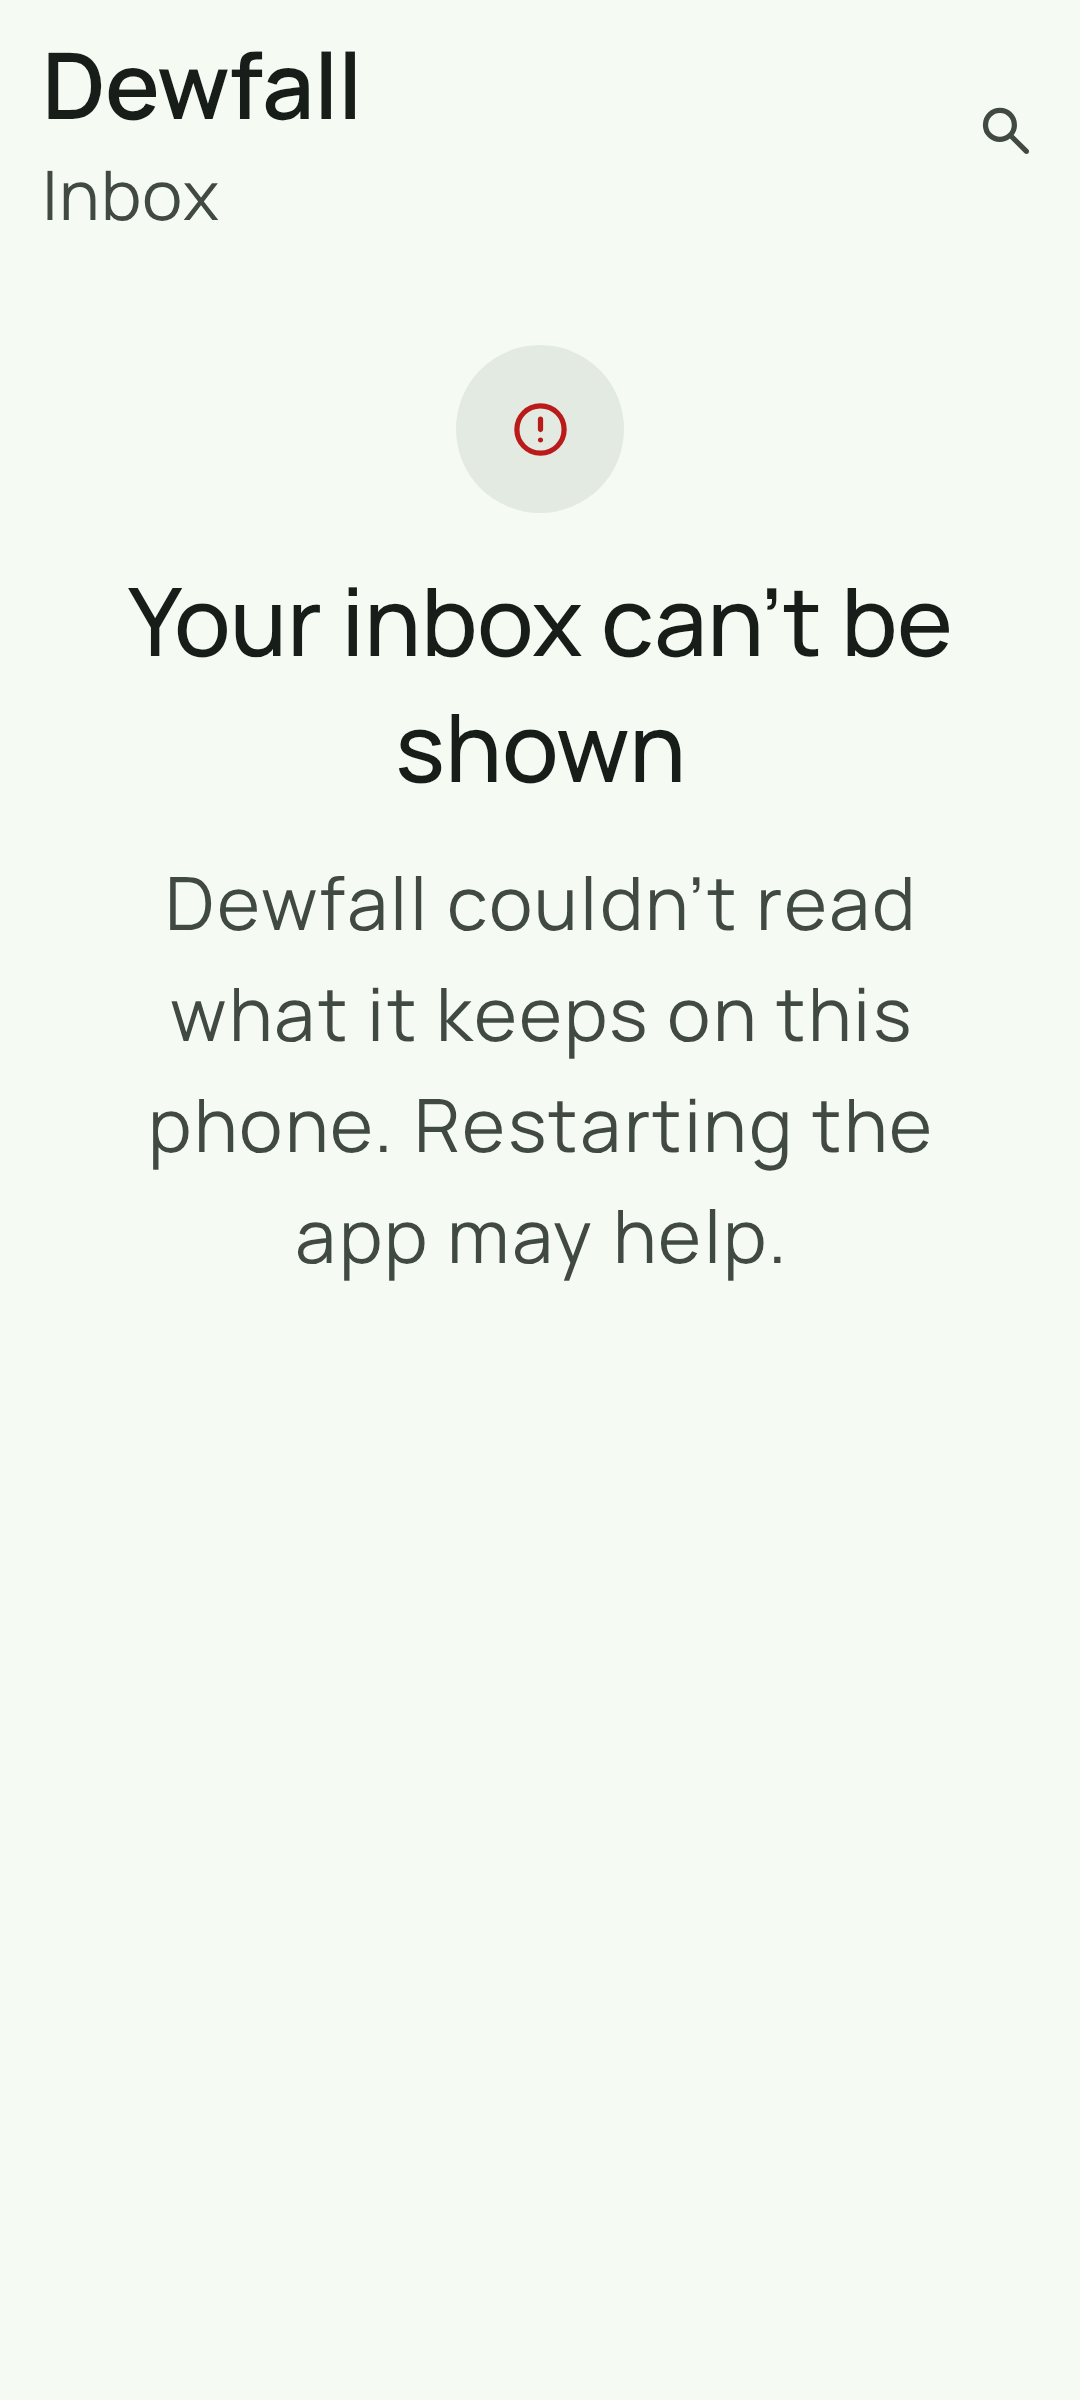 Dewfall
Inbox
Your inbox can’t be
shown
Dewfall couldn’t read
what it keeps on this
phone. Restarting the
app may help.